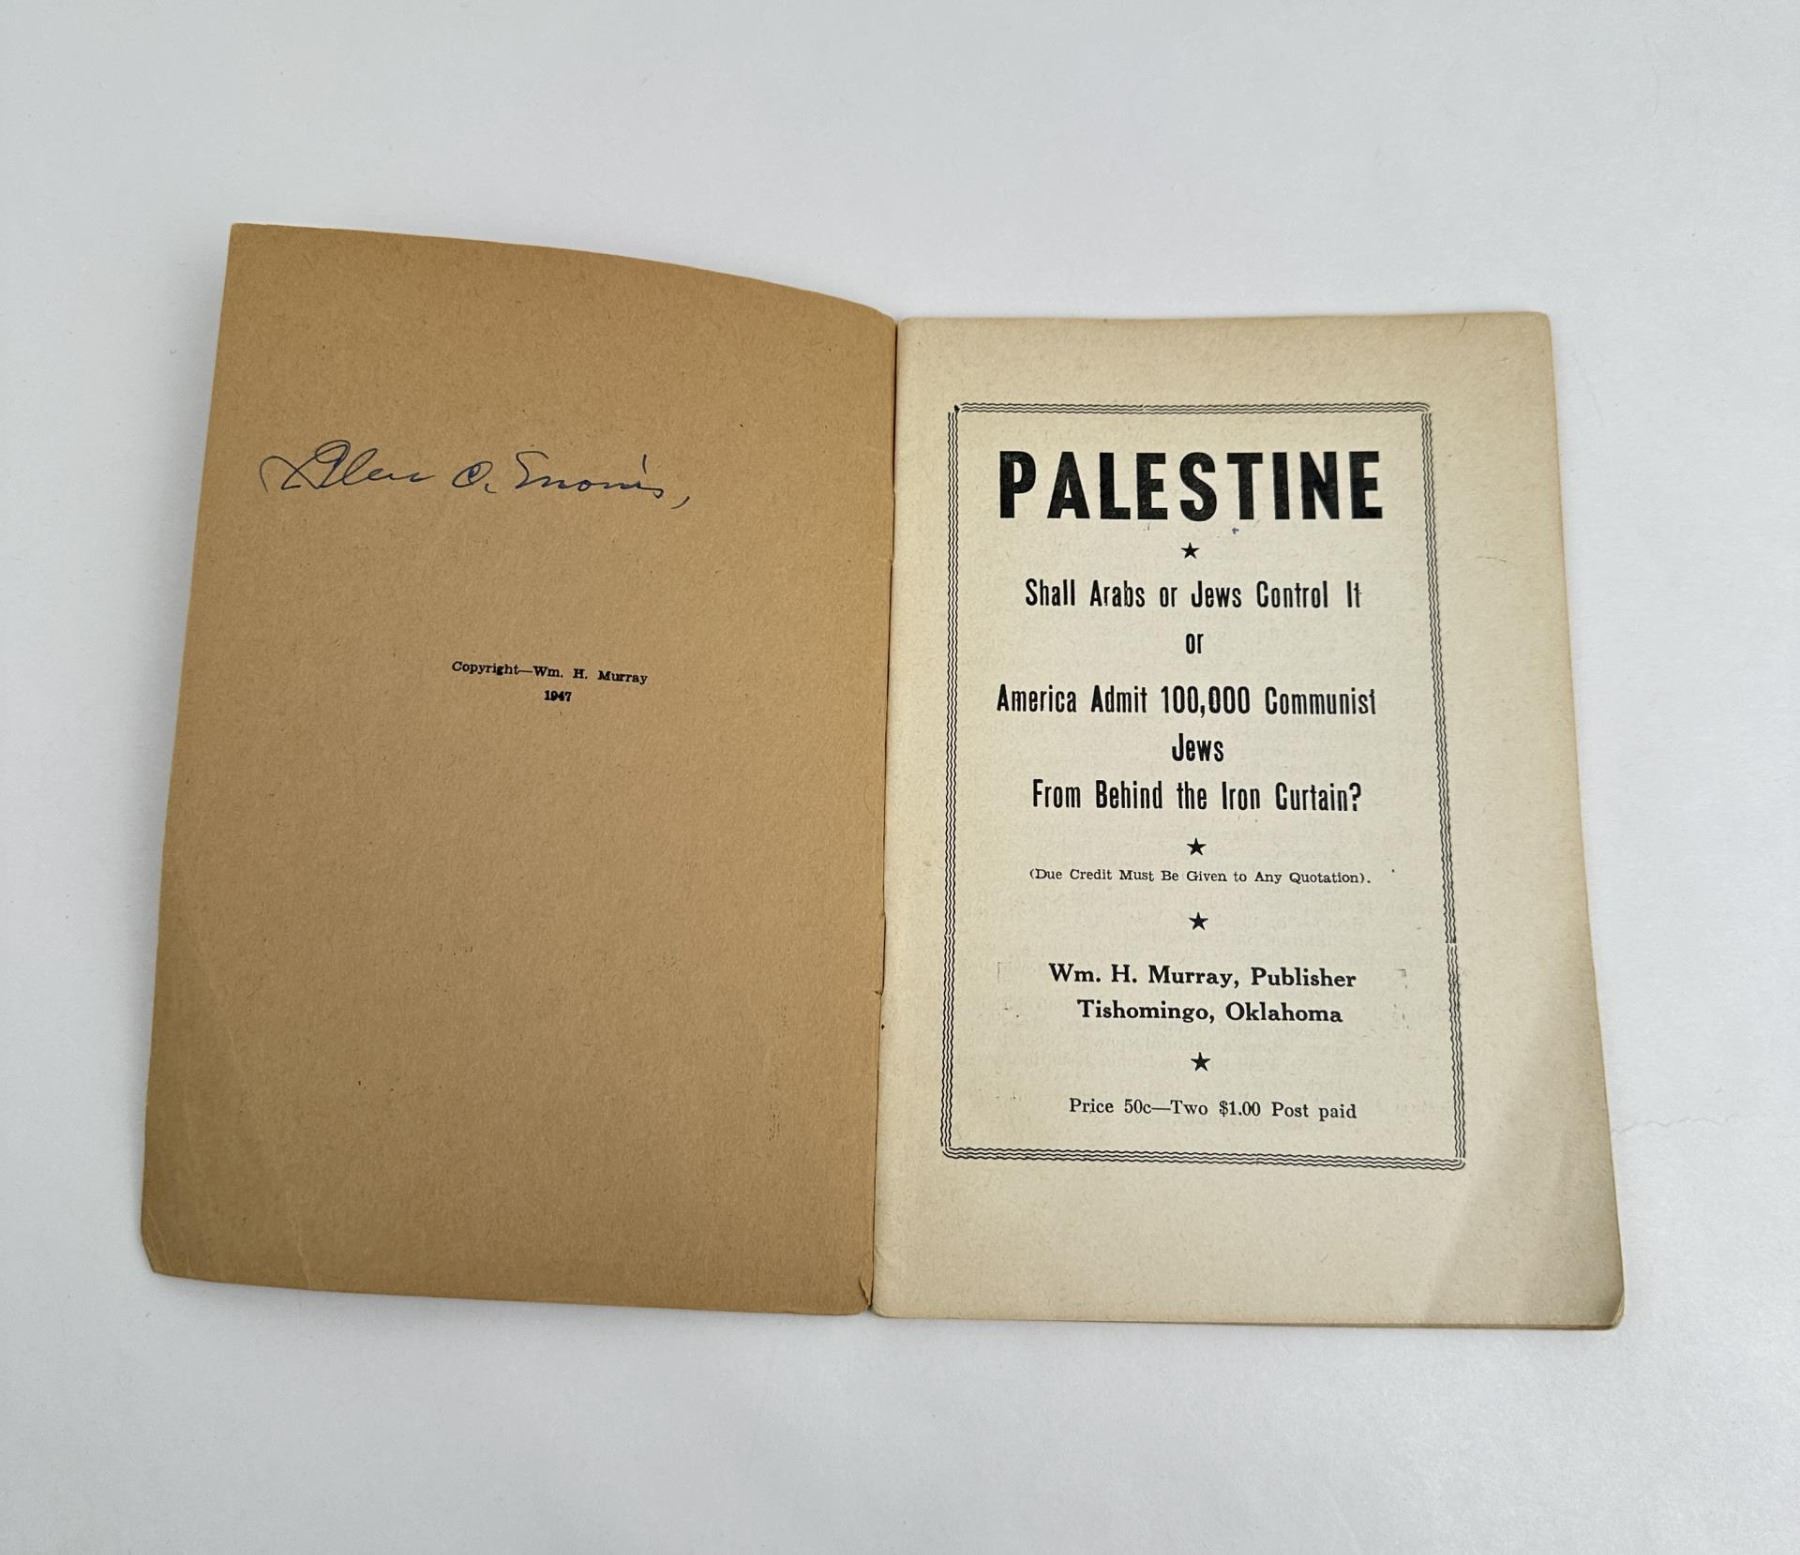 Glen O. Morris,
Copyright—Wm. H. Murray
1947
PALESTINE
★
Shall Arabs or Jews Control It
or
America Admit 100,000 Communist
Jews
From Behind the Iron Curtain?
★
(Due Credit Must Be Given to Any Quotation).
★
Wm. H. Murray, Publisher
Tishomingo, Oklahoma
★
Price 50c—Two $1.00 Post paid